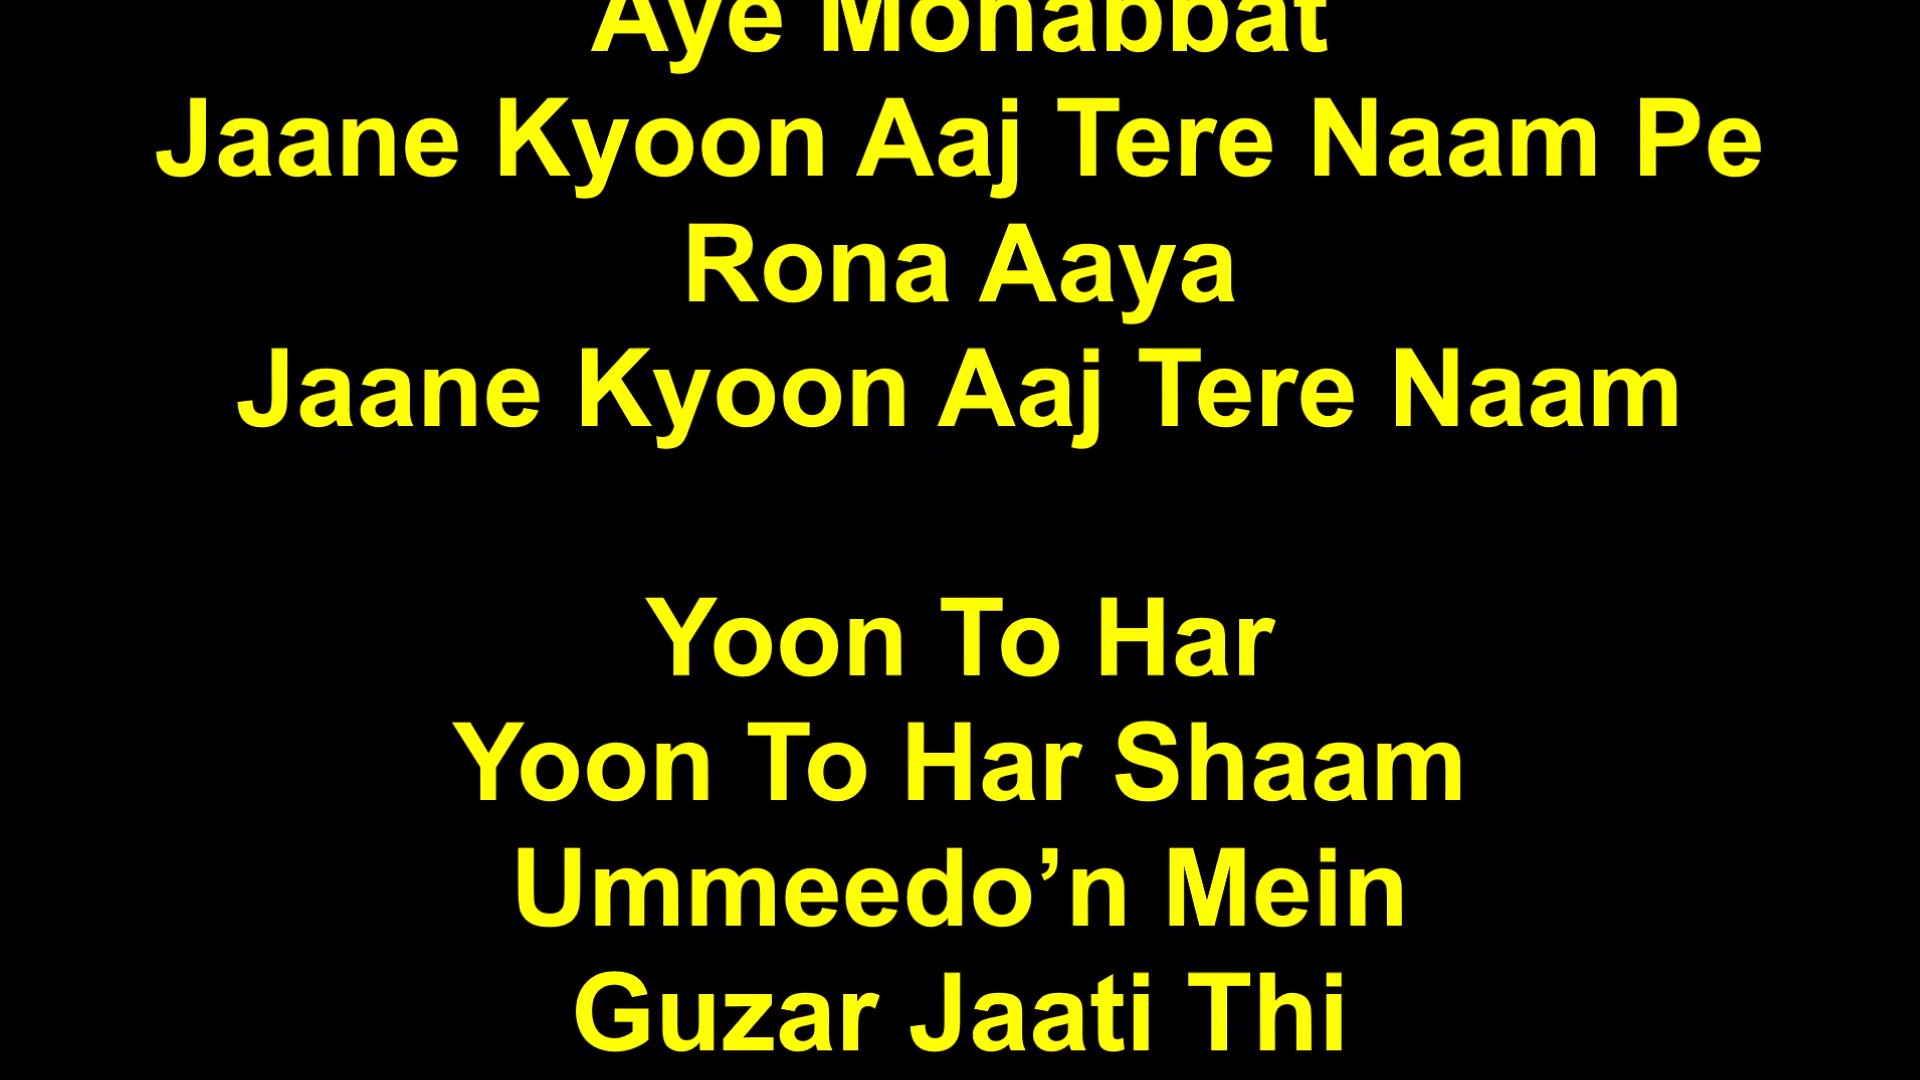 Aye Mohabbat
Jaane Kyoon Aaj Tere Naam Pe
Rona Aaya
Jaane Kyoon Aaj Tere Naam
Yoon To Har
Yoon To Har Shaam
Ummeedo’n Mein
Guzar Jaati Thi